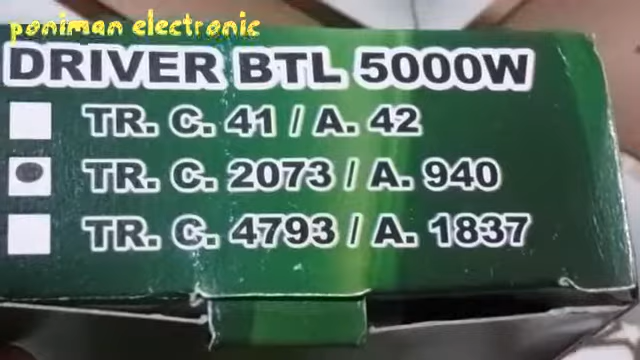 poniman electronic
DRIVER BTL 5000W
TR. C. 41 / A. 42
TR. C. 2073 / A. 940
TR. C. 4793 / A. 1837